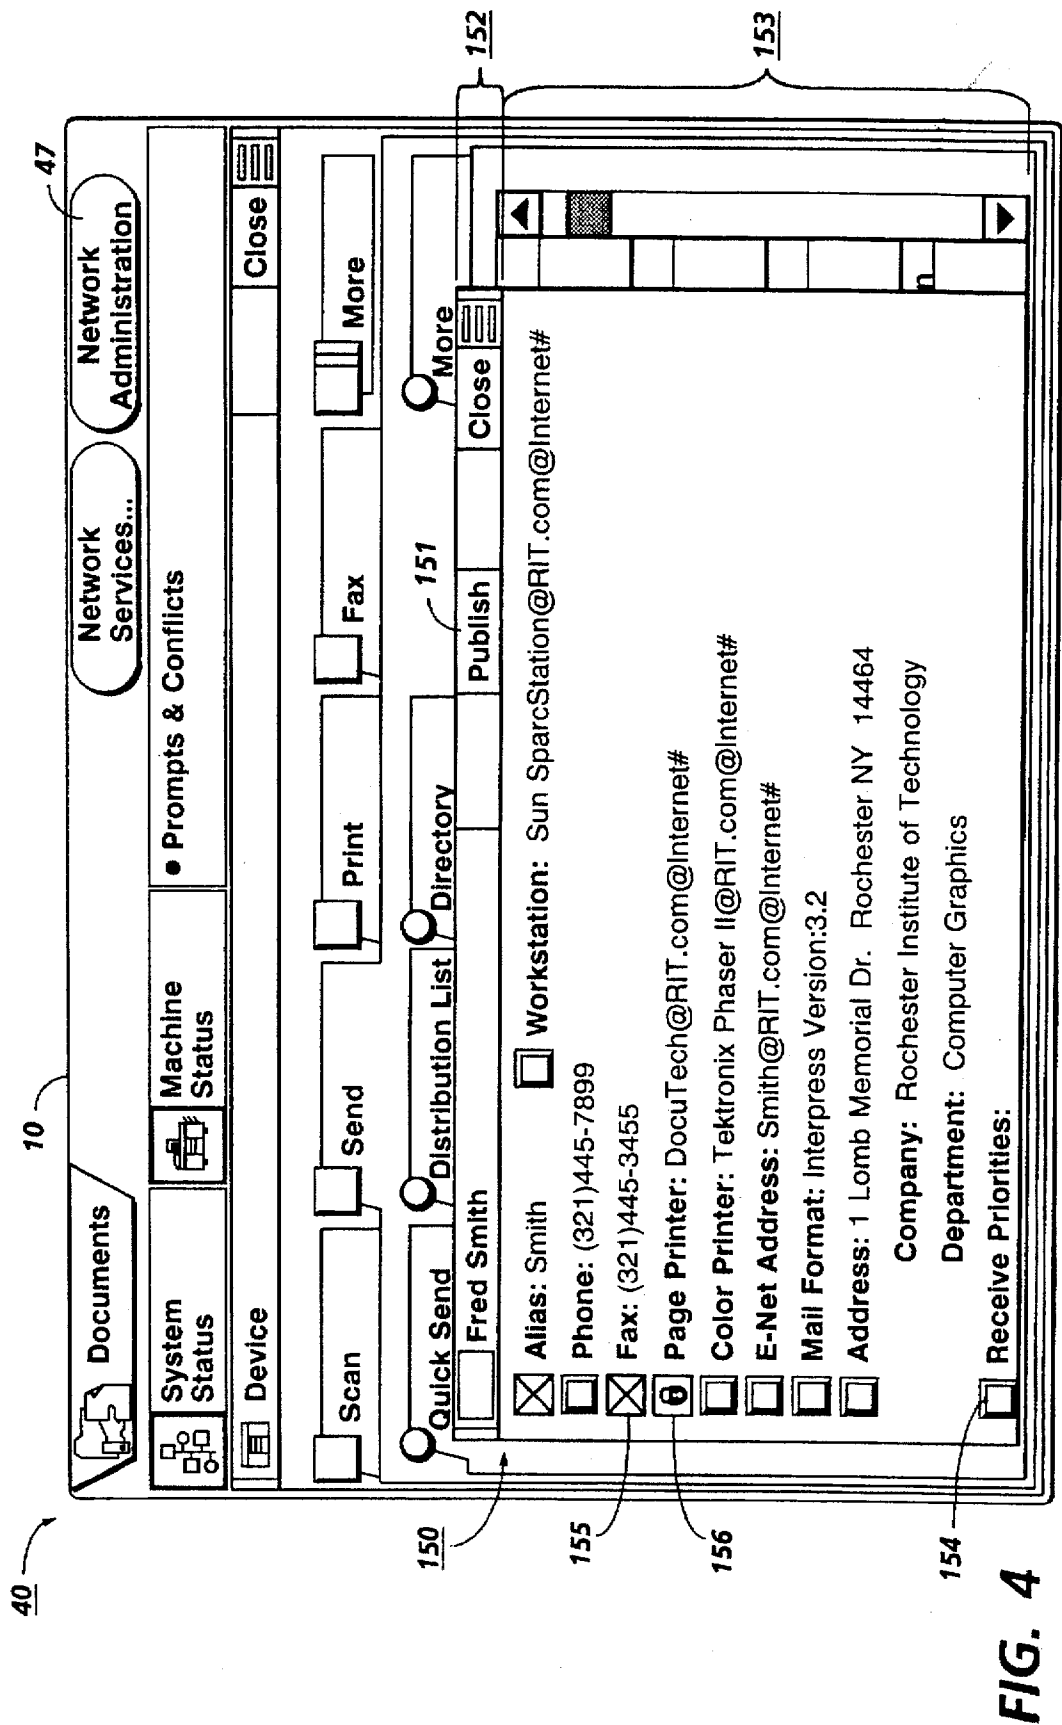 40
10
47
Documents
Network
Services...
Network
Administration
System
Status
Machine
Status
• Prompts & Conflicts
Device
Close
Scan
Send
Print
Fax
More
Quick Send
Distribution List
Directory
More
150
151
152
Fred Smith
Publish
Close
153
Alias: Smith
Workstation: Sun SparcStation@RIT.com@Internet#
Phone: (321)445-7899
155
Fax: (321)445-3455
156
Page Printer: DocuTech@RIT.com@Internet#
Color Printer: Tektronix Phaser II@RIT.com@Internet#
E-Net Address: Smith@RIT.com@Internet#
Mail Format: Interpress Version:3.2
Address: 1 Lomb Memorial Dr. Rochester NY 14464
Company: Rochester Institute of Technology
Department: Computer Graphics
n
154
Receive Priorities:
FIG. 4